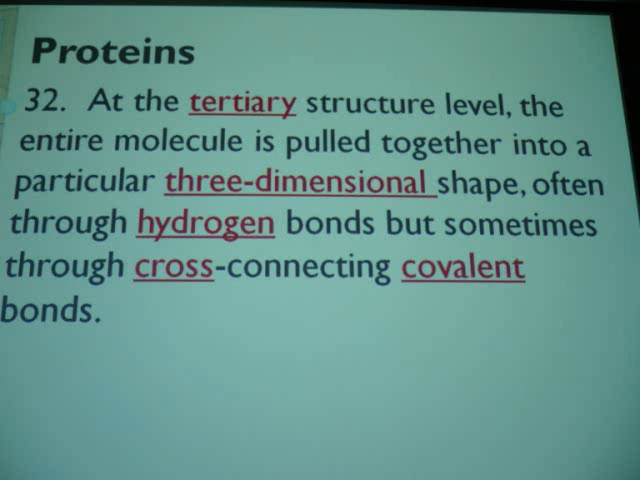 Proteins
32. At the tertiary structure level, the
entire molecule is pulled together into a
particular three-dimensional shape, often
through hydrogen bonds but sometimes
through cross-connecting covalent
bonds.